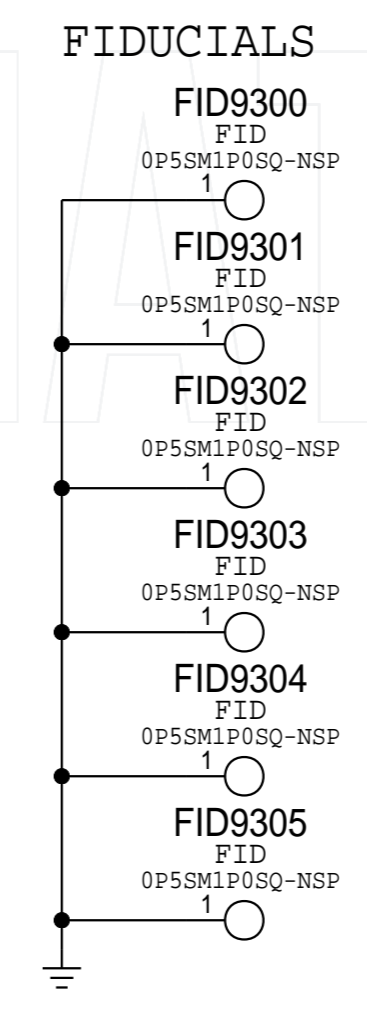 FIDUCIALS
FID9300
FID
0P5SM1P0SQ-NSP
1
FID9301
FID
0P5SM1P0SQ-NSP
1
FID9302
FID
0P5SM1P0SQ-NSP
1
FID9303
FID
0P5SM1P0SQ-NSP
1
FID9304
FID
0P5SM1P0SQ-NSP
1
FID9305
FID
0P5SM1P0SQ-NSP
1